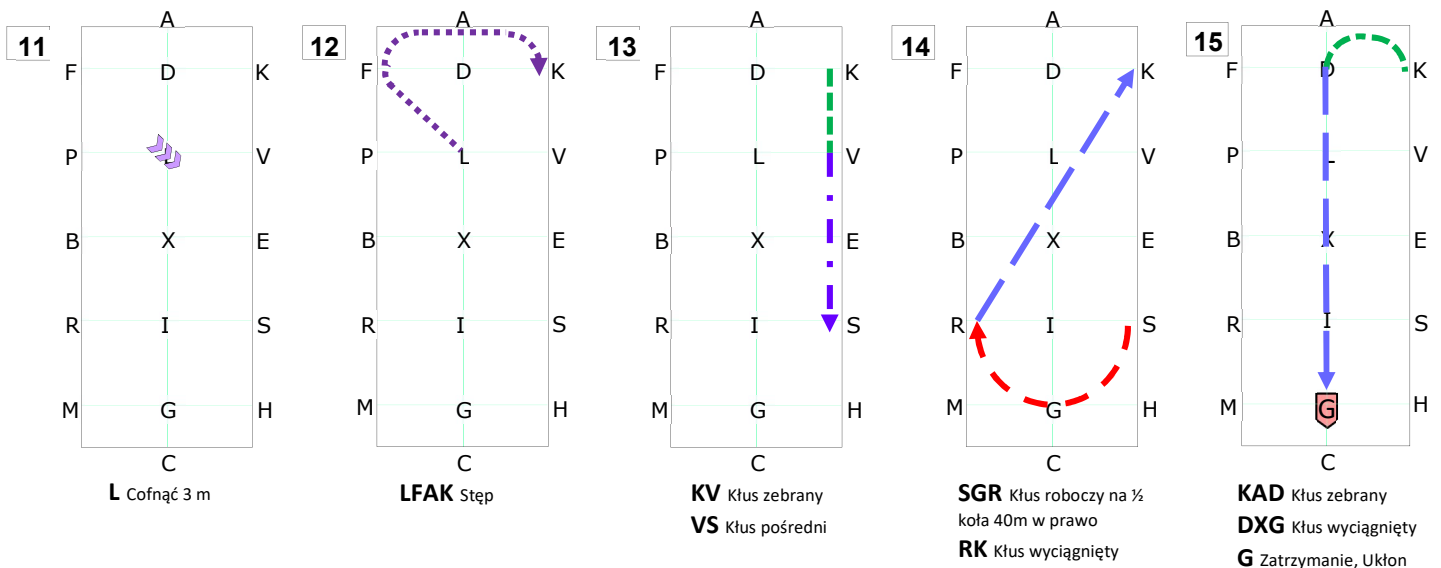 11
A
F D K
P V
B X E
R I S
M G H
C
L Cofnąć 3 m
12
A
F D K
P L V
B X E
R I S
M G H
C
LFAK Stęp
13
A
F D K
P L V
B X E
R I S
M G H
C
KV Kłus zebrany
VS Kłus pośredni
14
A
F D K
P L V
B X E
R I S
M G H
C
SGR Kłus roboczy na ½
koła 40m w prawo
RK Kłus wyciągnięty
15
A
F D K
P L V
B X E
R I S
M G H
C
KAD Kłus zebrany
DXG Kłus wyciągnięty
G Zatrzymanie, Ukłon